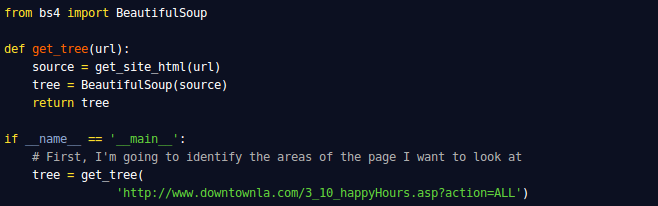 from bs4 import BeautifulSoup
def get_tree(url):
    source = get_site_html(url)
    tree = BeautifulSoup(source)
    return tree
if __name__ == '__main__':
    # First, I'm going to identify the areas of the page I want to look at
    tree = get_tree(
                'http://www.downtownla.com/3_10_happyHours.asp?action=ALL')